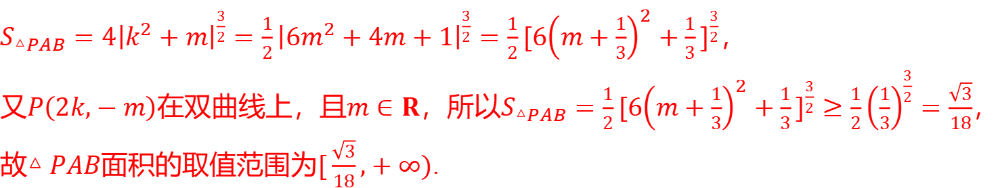 $S_{\triangle PAB} = 4|k^2 + m|^{\frac{3}{2}} = \frac{1}{2}|6m^2 + 4m + 1|^{\frac{3}{2}} = \frac{1}{2}[6\left(m + \frac{1}{3}\right)^2 + \frac{1}{3}]^{\frac{3}{2}}$,
又$P(2k, -m)$在双曲线上，且$m \in \mathbf{R}$，所以$S_{\triangle PAB} = \frac{1}{2}[6\left(m + \frac{1}{3}\right)^2 + \frac{1}{3}]^{\frac{3}{2}} \geq \frac{1}{2}\left(\frac{1}{3}\right)^{\frac{3}{2}} = \frac{\sqrt{3}}{18}$,
故$\triangle PAB$面积的取值范围为$[\frac{\sqrt{3}}{18}, +\infty)$.